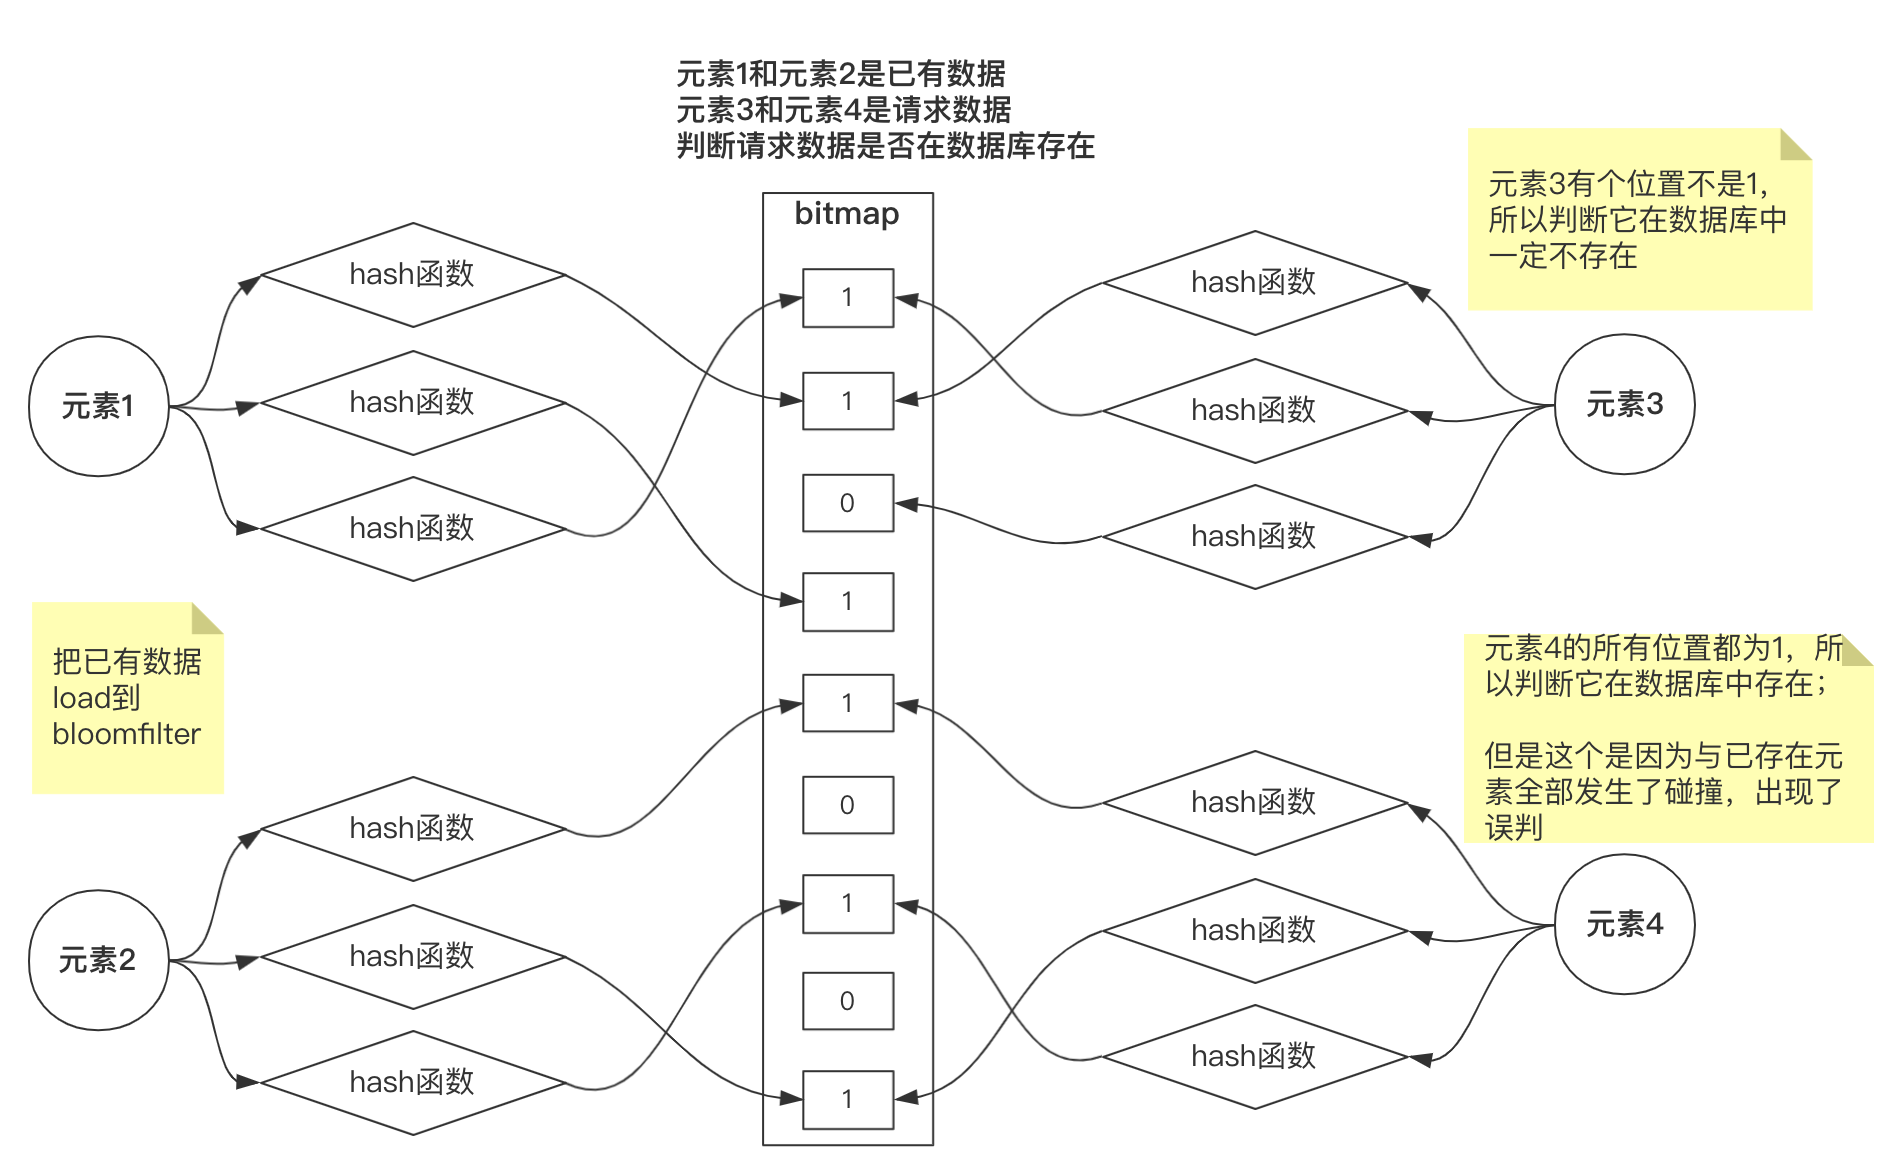 元素1和元素2是已有数据
元素3和元素4是请求数据
判断请求数据是否在数据库存在
bitmap
元素3有个位置不是1,
所以判断它在数据库中
一定不存在
hash函数
hash函数
hash函数
元素1
1
1
0
1
1
0
1
0
1
hash函数
hash函数
hash函数
元素3
把已有数据
load到
bloomfilter
元素4的所有位置都为1，所
以判断它在数据库中存在；
但是这个是因为与已存在元
素全部发生了碰撞，出现了
误判
hash函数
hash函数
hash函数
元素2
hash函数
hash函数
hash函数
元素4